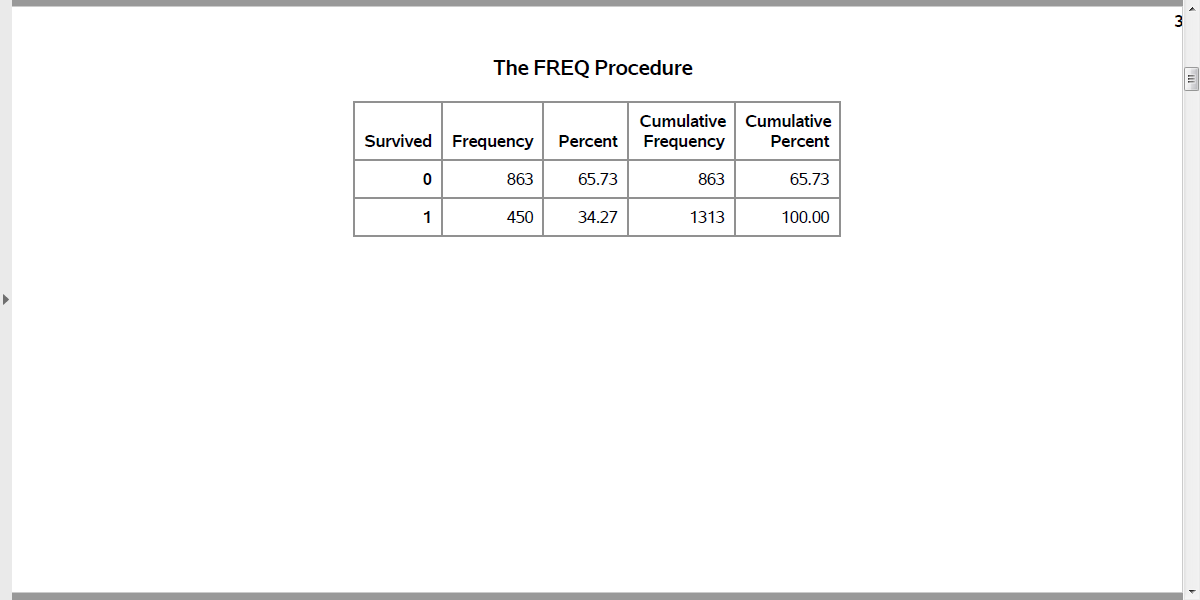 3
The FREQ Procedure
Survived Frequency Percent Cumulative Frequency Cumulative Percent
0 863 65.73 863 65.73
1 450 34.27 1313 100.00